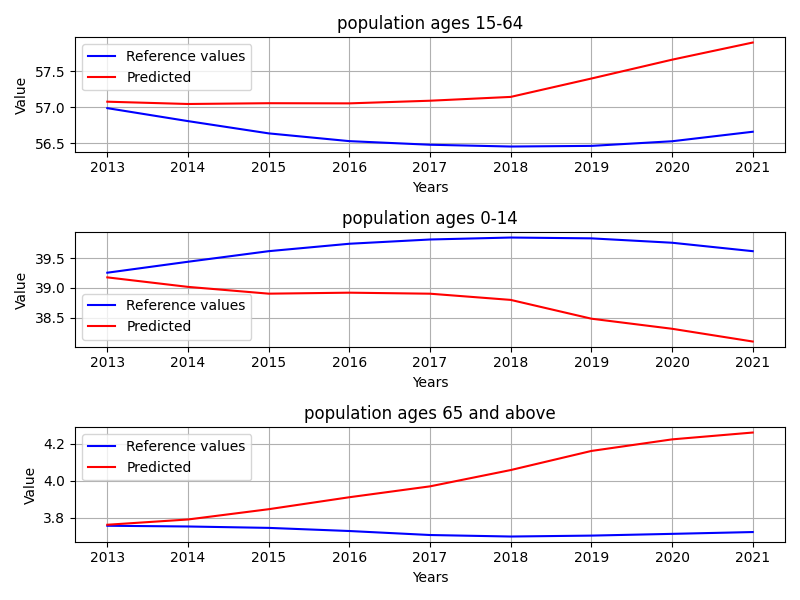 population ages 15-64
Reference values
Predicted
57.5
57.0
56.5
Value
2013 2014 2015 2016 2017 2018 2019 2020 2021
Years
population ages 0-14
39.5
39.0
38.5
Value
Reference values
Predicted
2013 2014 2015 2016 2017 2018 2019 2020 2021
Years
population ages 65 and above
Reference values
Predicted
4.2
4.0
3.8
Value
2013 2014 2015 2016 2017 2018 2019 2020 2021
Years